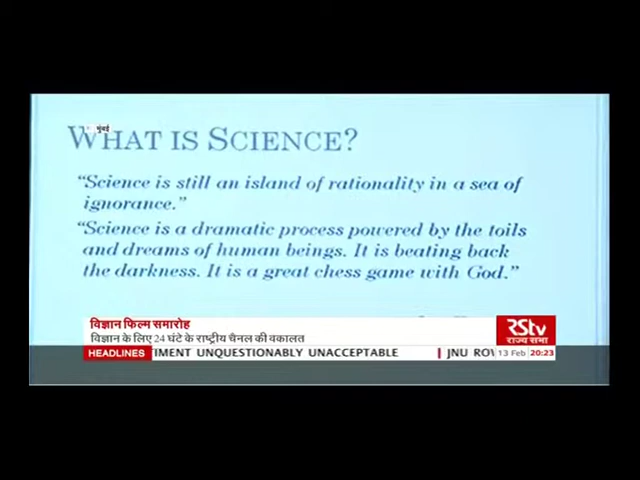 मुंबई
WHAT IS SCIENCE?
“Science is still an island of rationality in a sea of
ignorance.”
“Science is a dramatic process powered by the toils
and dreams of human beings. It is beating back
the darkness. It is a great chess game with God.”
विज्ञान फिल्म समारोह
विज्ञान के लिए 24 घंटे के राष्ट्रीय चैनल की वकालत
RSTV
राज्य सभा
HEADLINES IMENT UNQUESTIONABLY UNACCEPTABLE JNU ROW 13 Feb 20:23